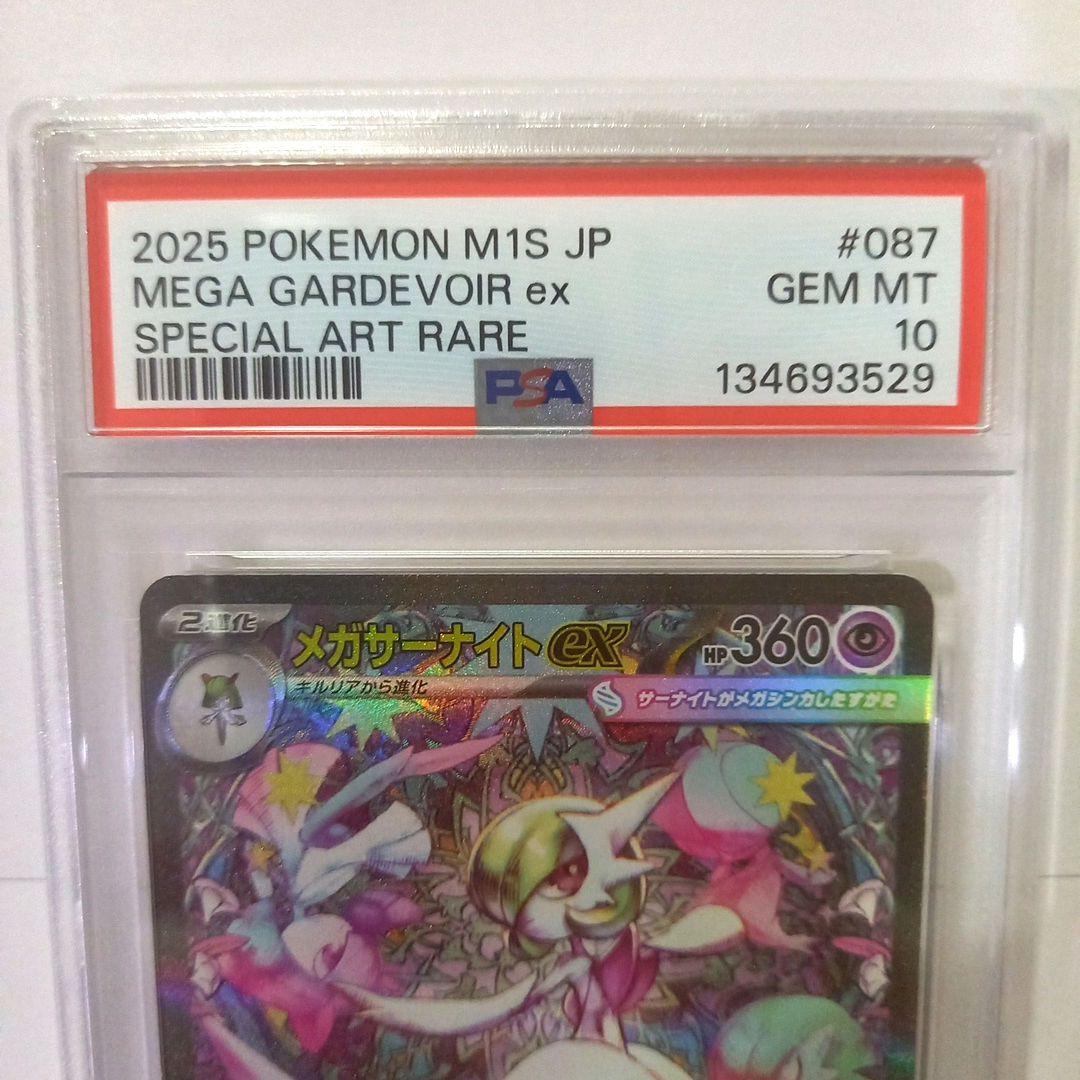 2025 POKEMON M1S JP #087
MEGA GARDEVOIR ex GEM MT
SPECIAL ART RARE 10
PSA 134693529
2進化 メガサーナイトex HP360
キルリアから進化
サーナイトがメガシンカしたすがた